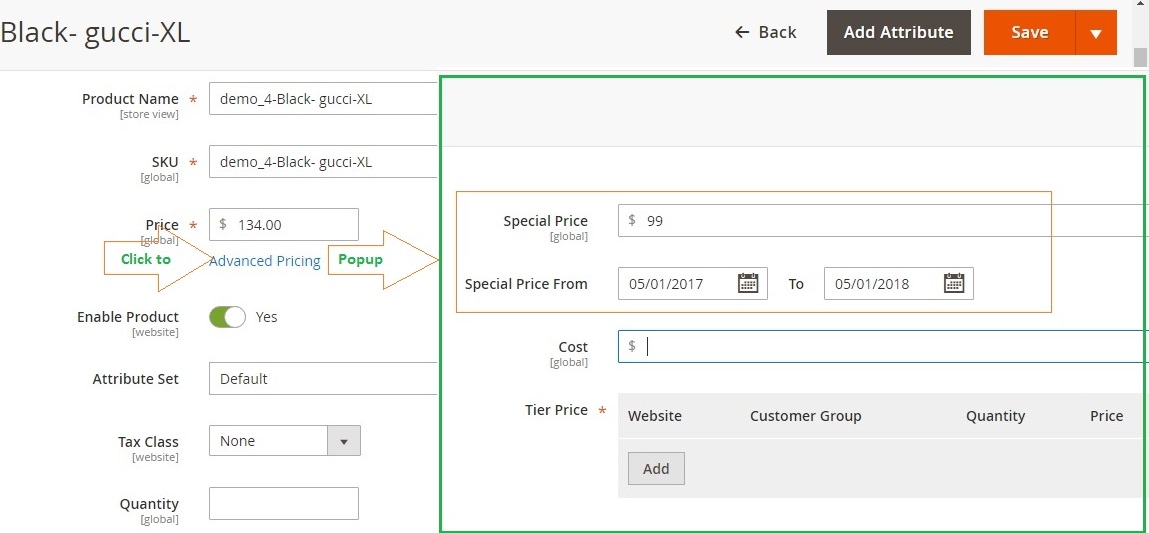 Black- gucci-XL
← Back
Add Attribute
Save
Product Name *
[store view]
demo_4-Black- gucci-XL
SKU *
[global]
demo_4-Black- gucci-XL
Price *
[global]
$ 134.00
Click to
Advanced Pricing
Popup
Enable Product
[website]
Yes
Attribute Set
Default
Tax Class
[website]
None
Quantity
[global]
Special Price
[global]
$ 99
Special Price From
05/01/2017
To
05/01/2018
Cost
[global]
$
Tier Price *
Website Customer Group Quantity Price
Add